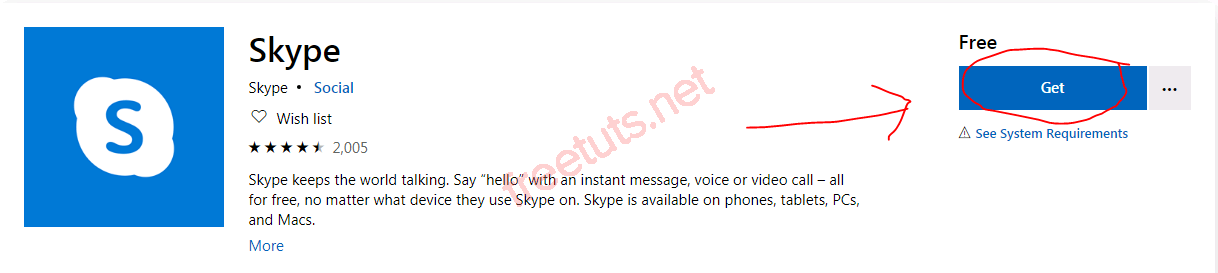 Skype
Free
Skype • Social
Get
...
Wish list
2,005
See System Requirements
Skype keeps the world talking. Say “hello” with an instant message, voice or video call – all
for free, no matter what device they use Skype on. Skype is available on phones, tablets, PCs,
and Macs.
More
S
freetuts.net